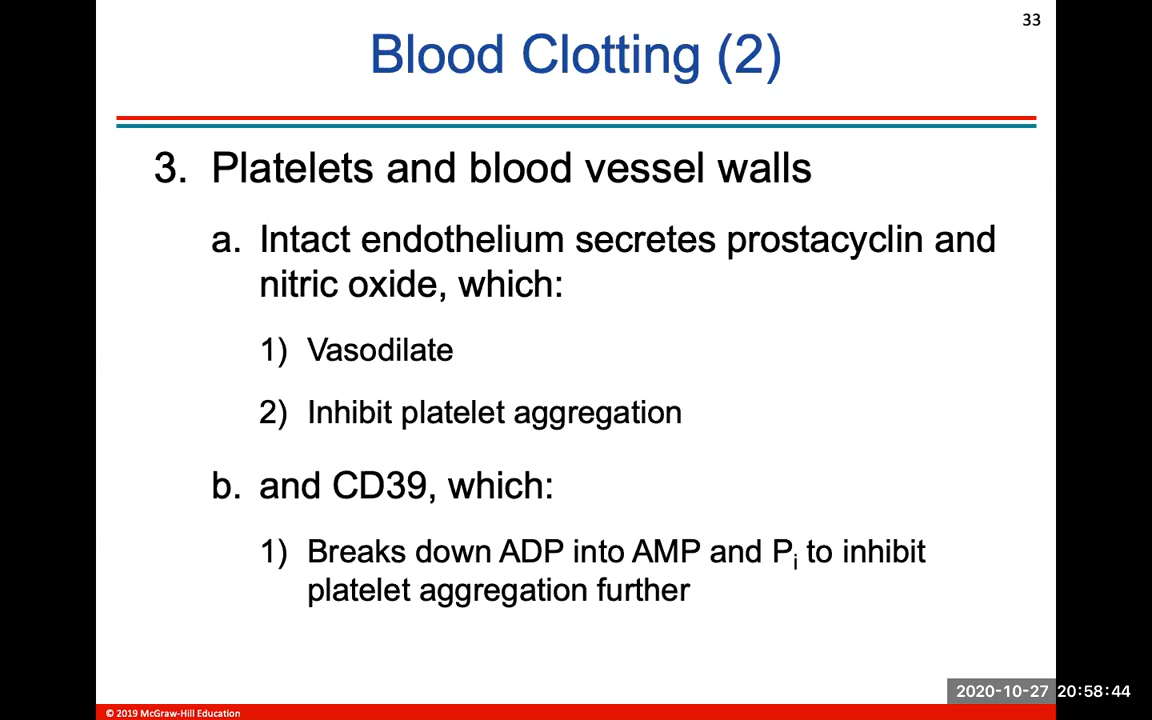 33
Blood Clotting (2)
3. Platelets and blood vessel walls
a. Intact endothelium secretes prostacyclin and
nitric oxide, which:
1) Vasodilate
2) Inhibit platelet aggregation
b. and CD39, which:
1) Breaks down ADP into AMP and Pi to inhibit
platelet aggregation further
2020-10-27 20:58:44
© 2019 McGraw-Hill Education